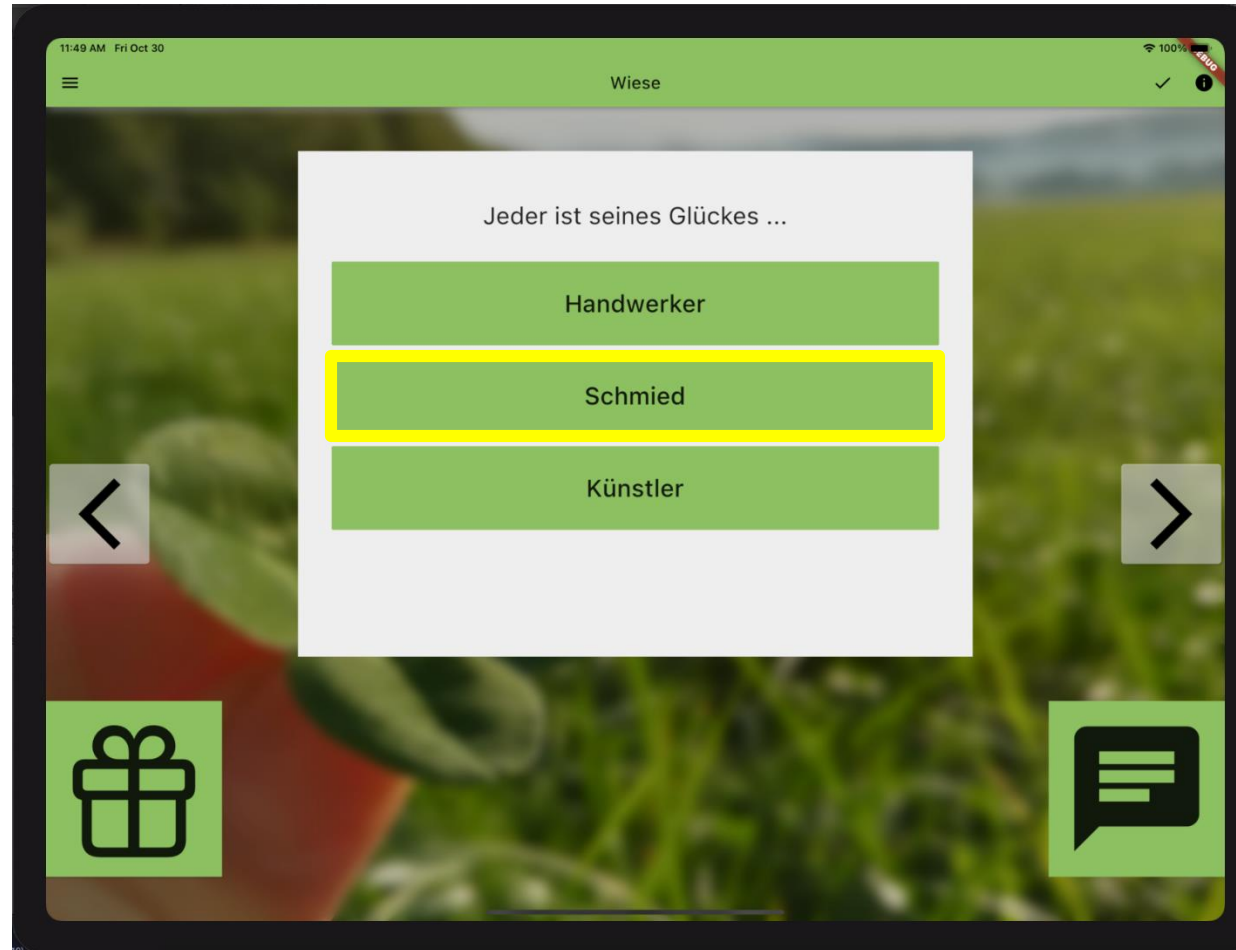 11:49 AM Fri Oct 30
100%
Wiese
Jeder ist seines Glückes ...
Handwerker
Schmied
Künstler